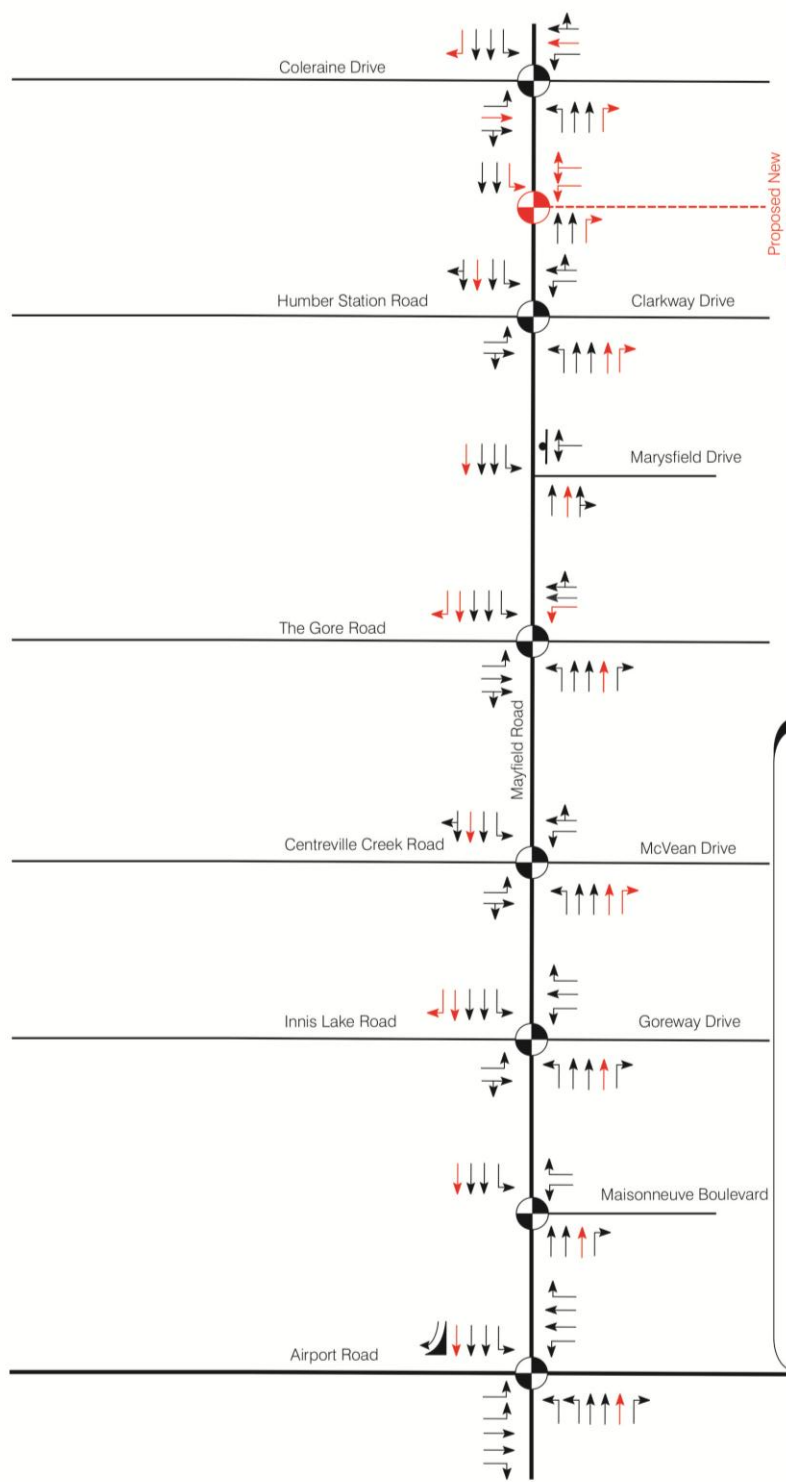 Coleraine Drive
Proposed New
Humber Station Road
Clarkway Drive
Marysfield Drive
The Gore Road
Mayfield Road
Centreville Creek Road
McVean Drive
Innis Lake Road
Goreway Drive
Maisonneuve Boulevard
Airport Road